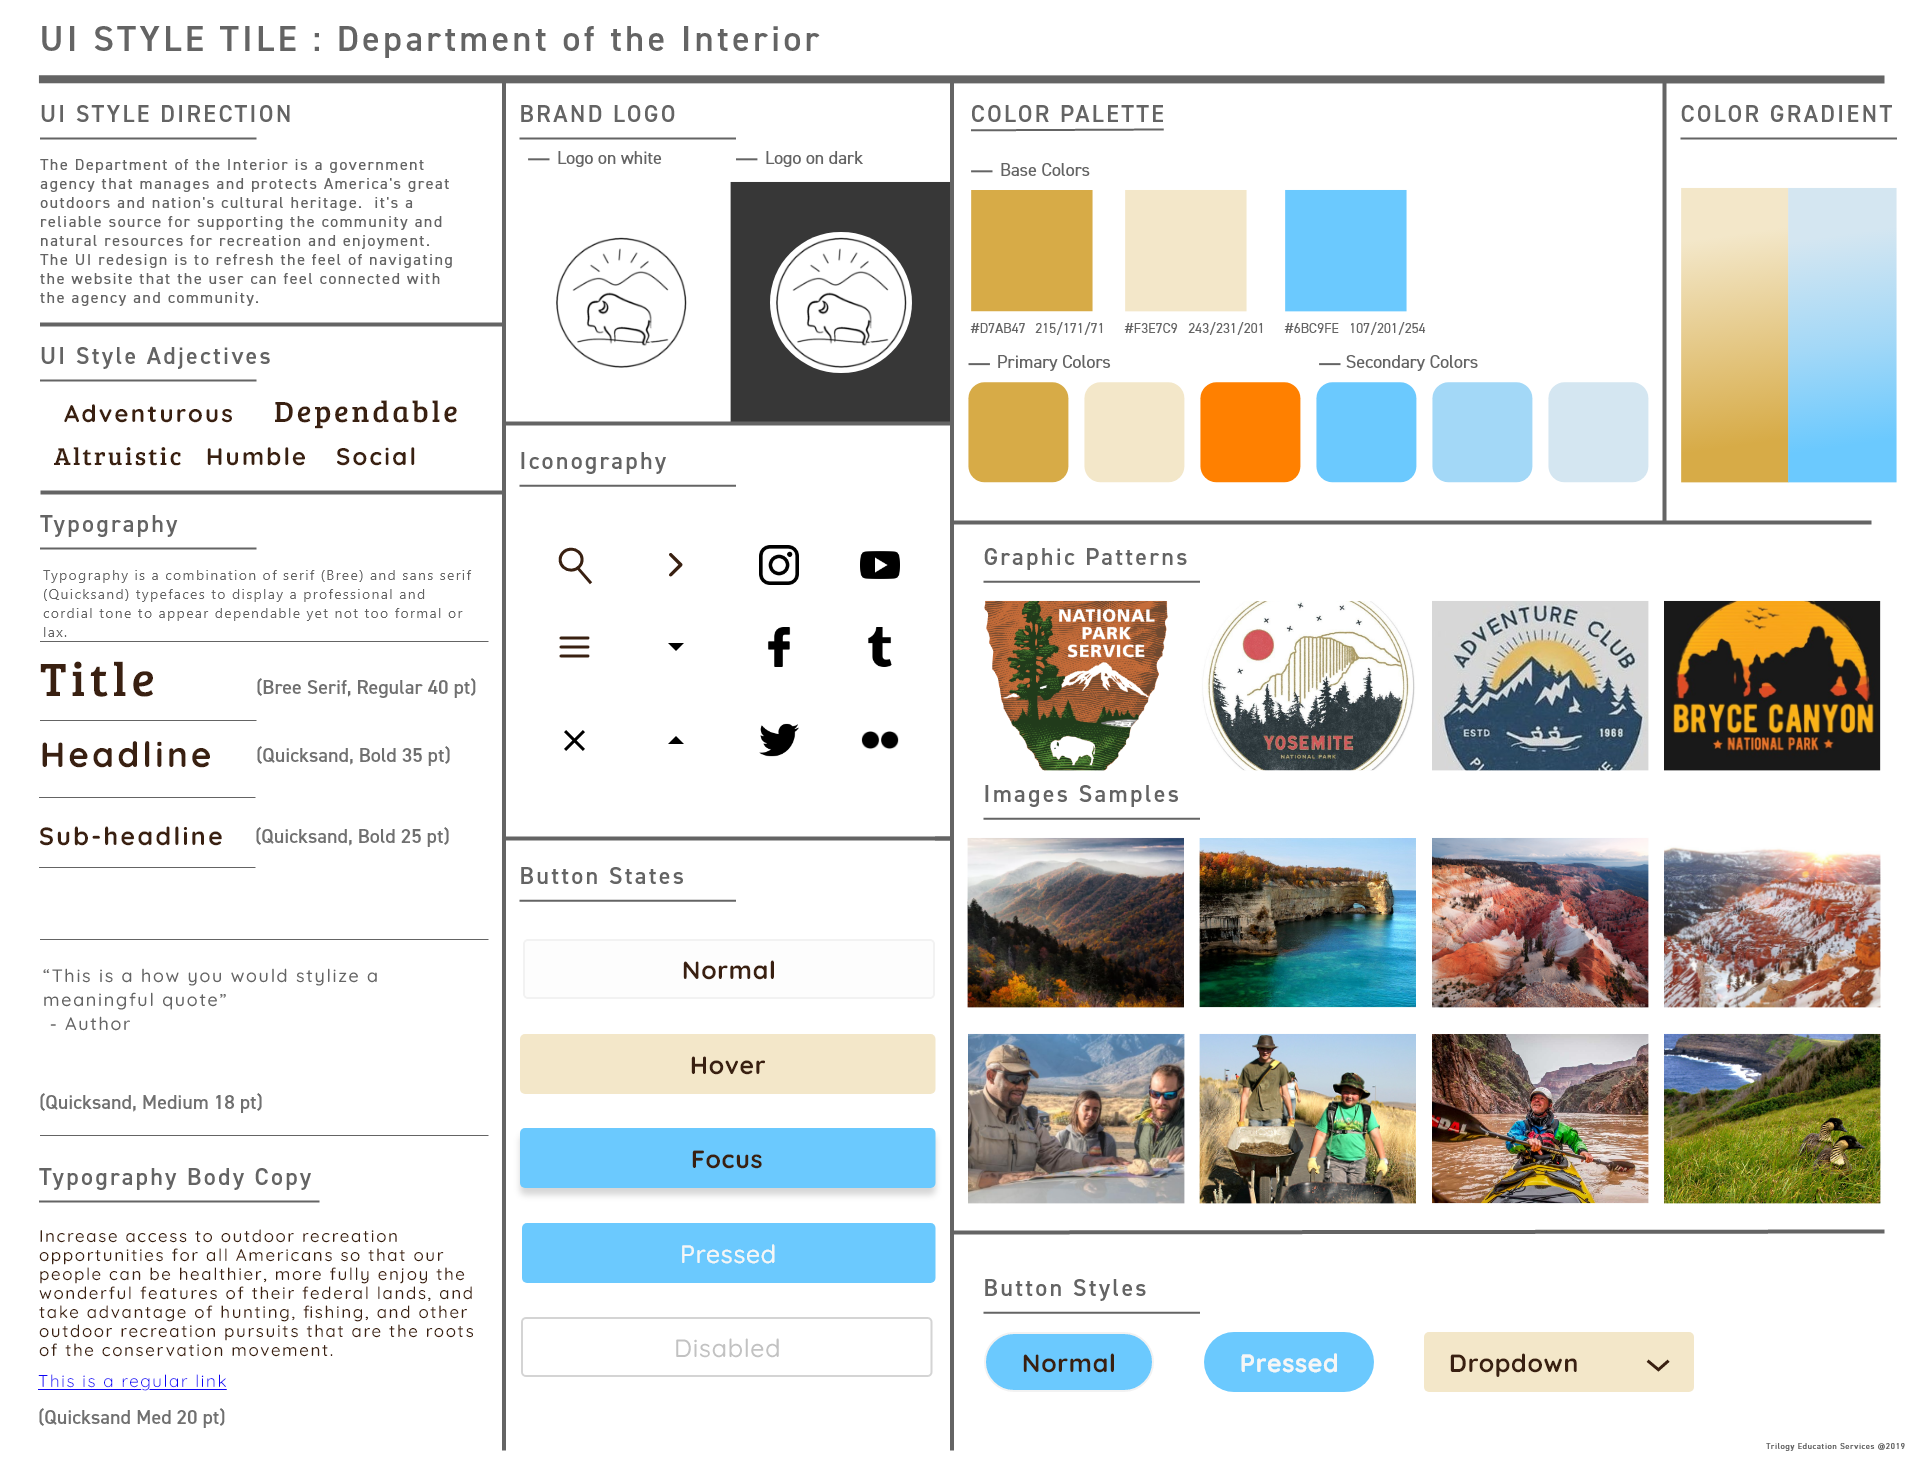 UI STYLE TILE : Department of the Interior
UI STYLE DIRECTION
The Department of the Interior is a government
agency that manages and protects America's great
outdoors and nation's cultural heritage.  it's a
reliable source for supporting the community and
natural resources for recreation and enjoyment.
The UI redesign is to refresh the feel of navigating
the website that the user can feel connected with
the agency and community.
UI Style Adjectives
Adventurous Dependable
Altruistic Humble Social
Typography
Typography is a combination of serif (Bree) and sans serif
(Quicksand) typefaces to display a professional and
cordial tone to appear dependable yet not too formal or
lax.
Title (Bree Serif, Regular 40 pt)
Headline (Quicksand, Bold 35 pt)
Sub-headline (Quicksand, Bold 25 pt)
“This is a how you would stylize a
meaningful quote”
- Author
(Quicksand, Medium 18 pt)
Typography Body Copy
Increase access to outdoor recreation
opportunities for all Americans so that our
people can be healthier, more fully enjoy the
wonderful features of their federal lands, and
take advantage of hunting, fishing, and other
outdoor recreation pursuits that are the roots
of the conservation movement.
This is a regular link
(Quicksand Med 20 pt)
BRAND LOGO
— Logo on white — Logo on dark
Iconography
Button States
Normal
Hover
Focus
Pressed
Disabled
COLOR PALETTE
— Base Colors
#D7AB47 215/171/71 #F3E7C9 243/231/201 #6BC9FE 107/201/254
— Primary Colors — Secondary Colors
COLOR GRADIENT
Graphic Patterns
NATIONAL
PARK
SERVICE
YOSEMITE
NATIONAL PARK
ADVENTURE CLUB
ESTD 1968
BRYCE CANYON
NATIONAL PARK
Images Samples
Button Styles
Normal Pressed Dropdown
Trilogy Education Services @2019